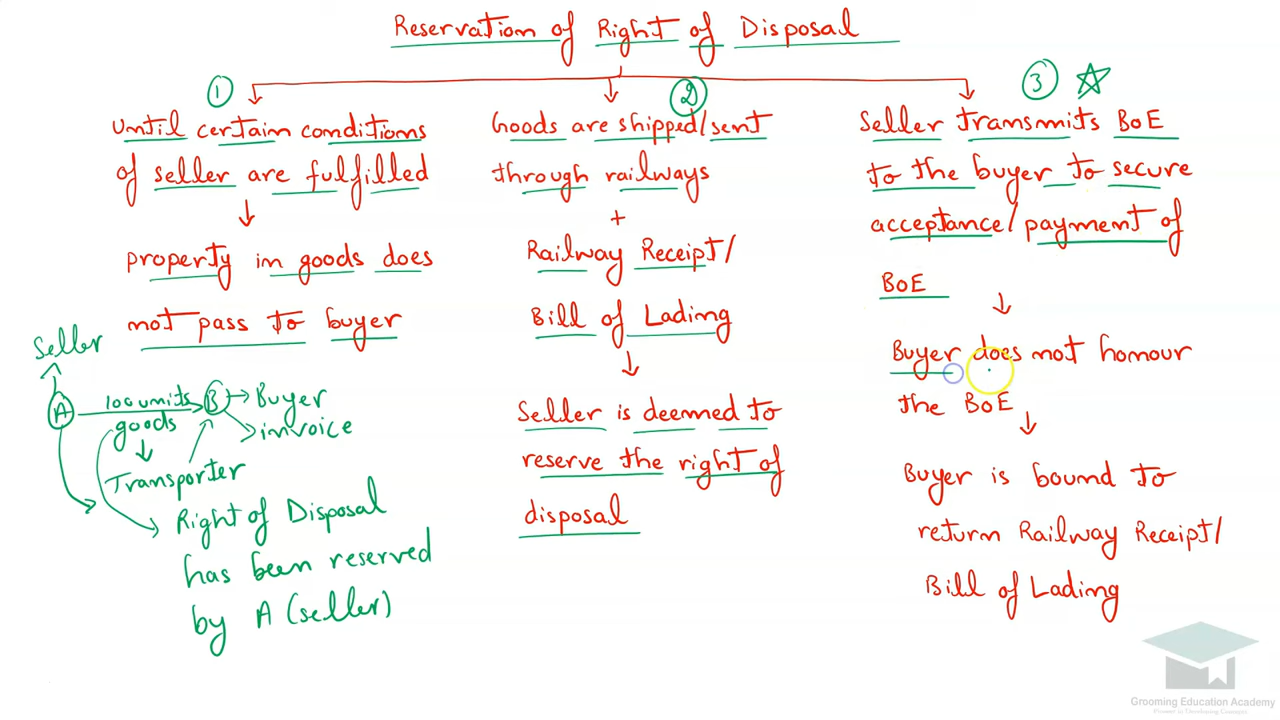 Reservation of Right of Disposal
①
Until certain conditions
of seller are fulfilled
property in goods does
not pass to buyer
Seller
A
100 units
goods
B
Buyer
invoice
Transporter
Right of Disposal
has been reserved
by A (seller)
②
Goods are shipped/sent
through railways
+
Railway Receipt/
Bill of Lading
Seller is deemed to
reserve the right of
disposal
③
Seller transmits BoE
to the buyer to secure
acceptance/payment of
BoE
Buyer does not honour
the BoE
Buyer is bound to
return Railway Receipt/
Bill of Lading
Grooming Education Academy